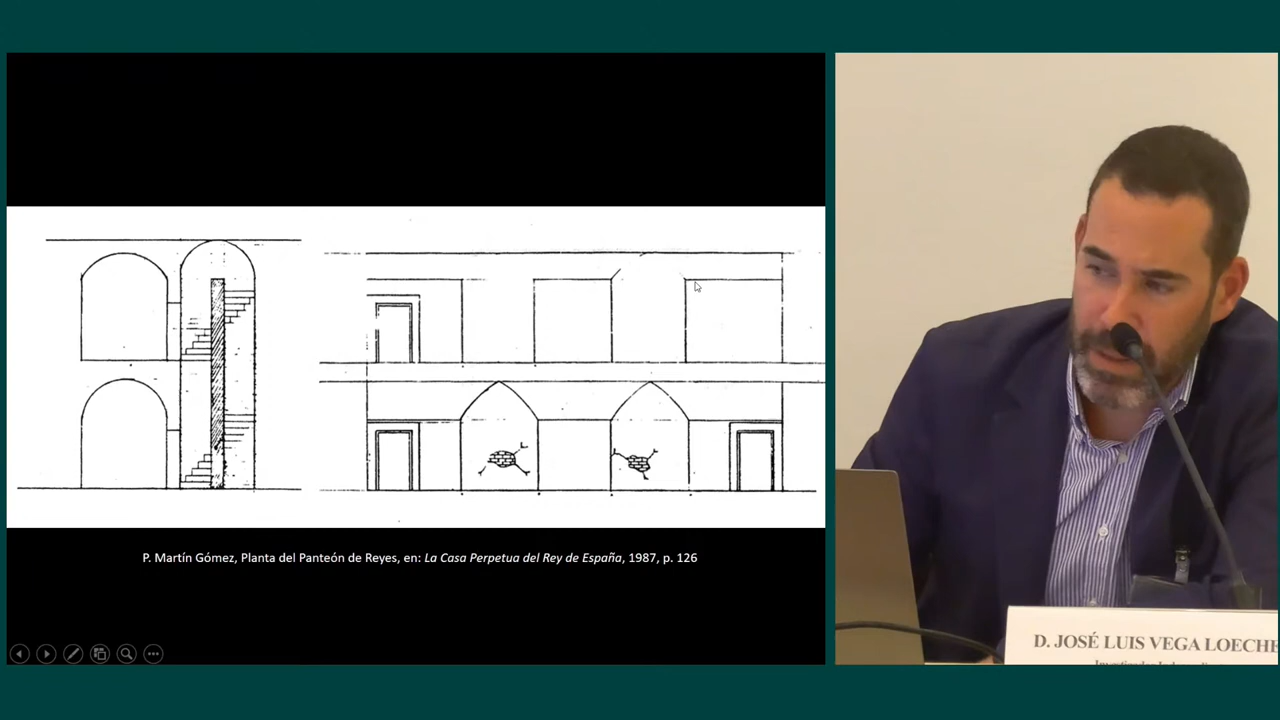 P. Martín Gómez, Planta del Panteón de Reyes, en: La Casa Perpetua del Rey de España, 1987, p. 126
D. JOSÉ LUIS VEGA LOECHE